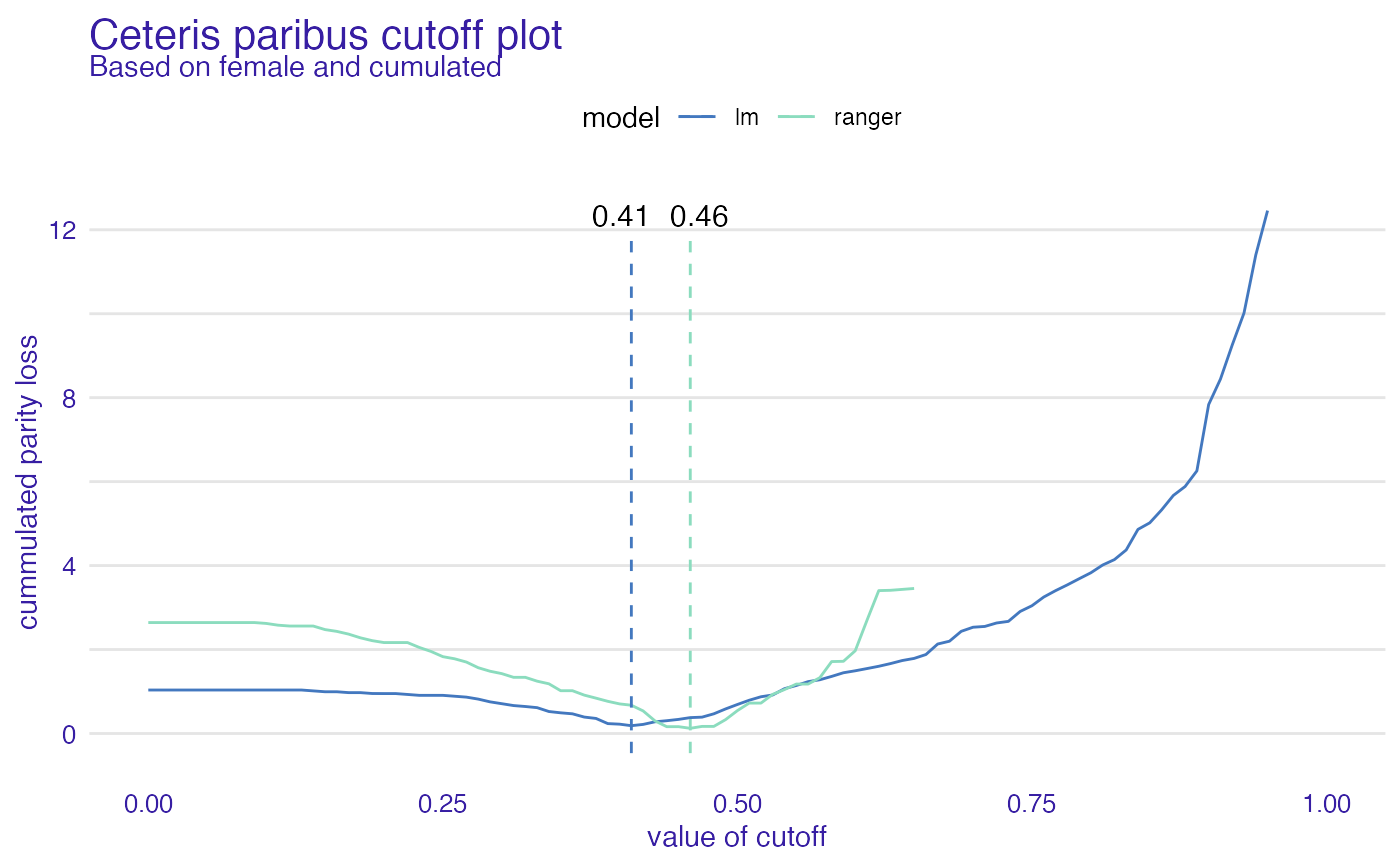 Ceteris paribus cutoff plot
Based on female and cumulated
model lm ranger
0.41 0.46
12
8
4
0
cummulated parity loss
0.00 0.25 0.50 0.75 1.00
value of cutoff